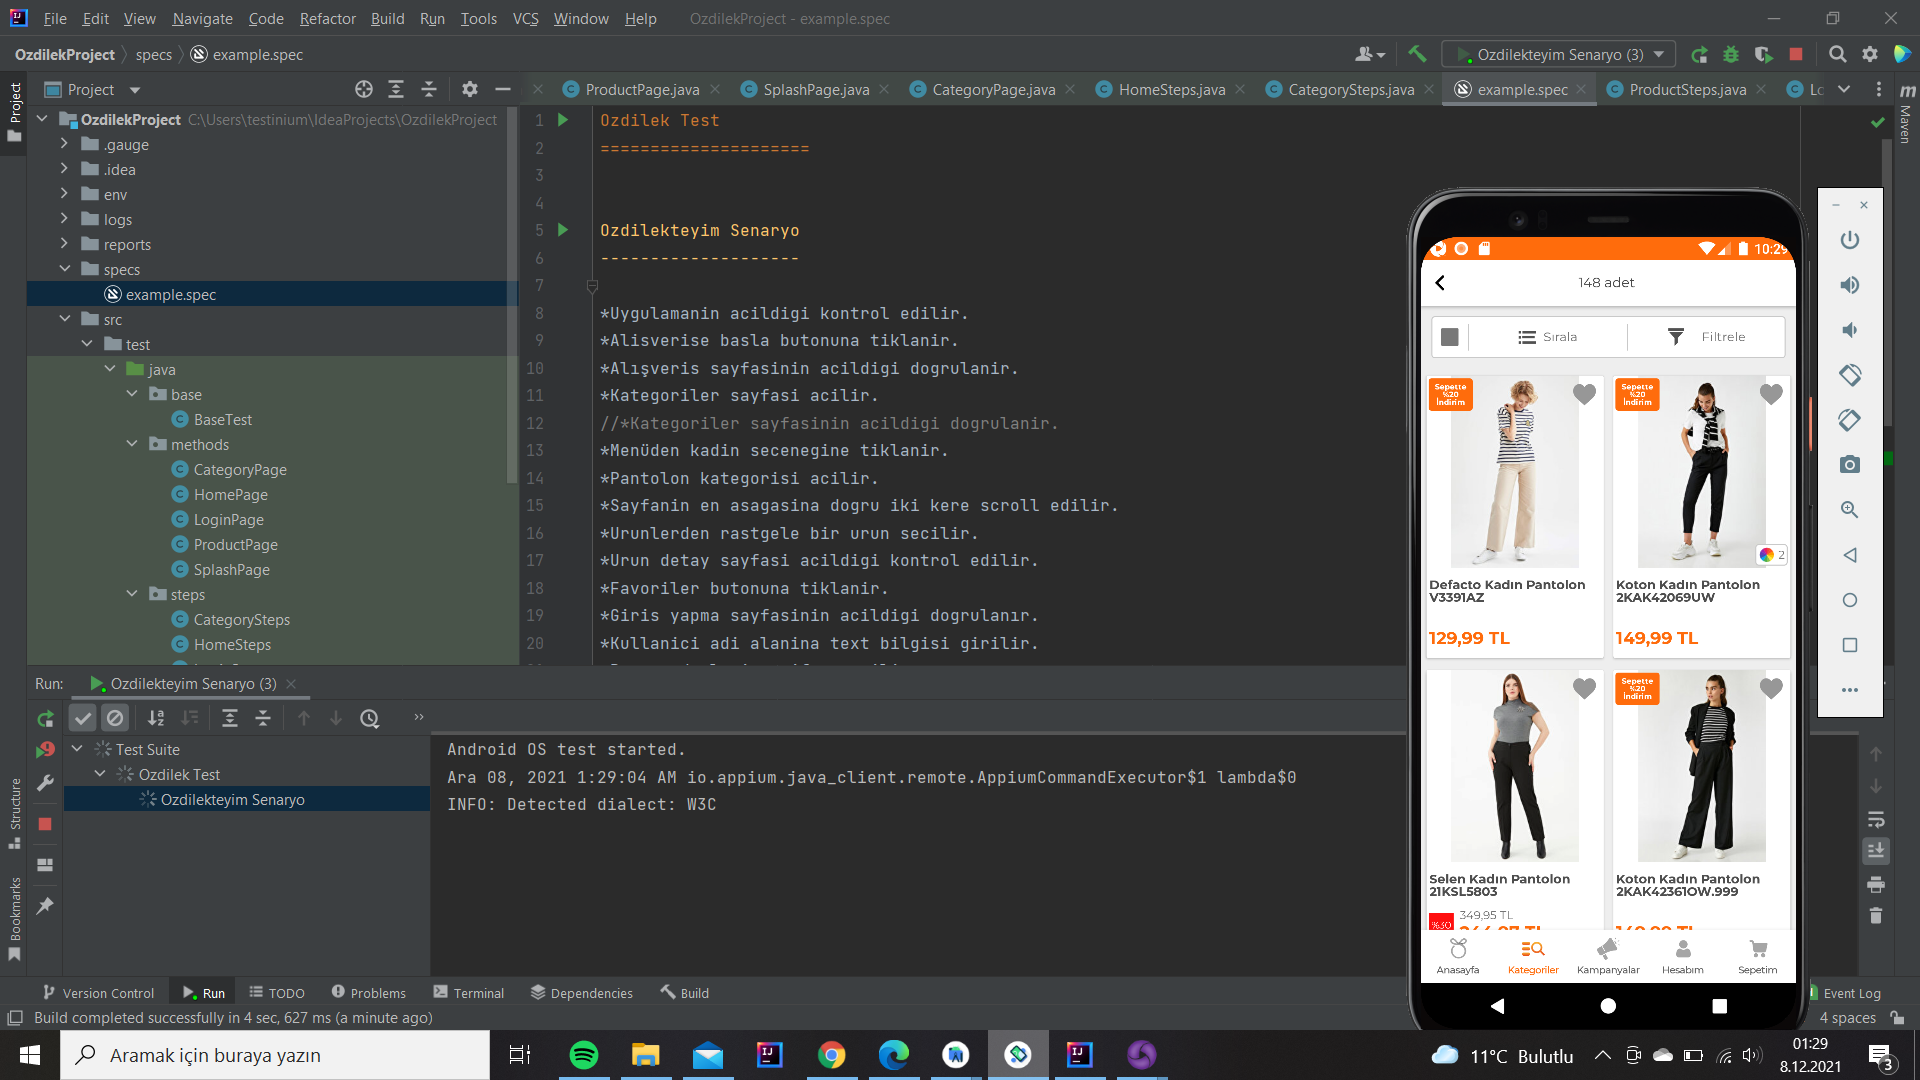 File Edit View Navigate Code Refactor Build Run Tools VCS Window Help OzdilekProject - example.spec
OzdilekProject specs example.spec
Ozdilekteyim Senaryo (3)
Project
ProductPage.java SplashPage.java CategoryPage.java HomeSteps.java CategorySteps.java example.spec ProductSteps.java
Project
Maven
OzdilekProject C:\Users\testinium\IdeaProjects\OzdilekProject
.gauge
.idea
env
logs
reports
specs
example.spec
src
test
java
base
BaseTest
methods
CategoryPage
HomePage
LoginPage
ProductPage
SplashPage
steps
CategorySteps
HomeSteps
1 Ozdilek Test
2 =====================
3
4
5 Ozdilekteyim Senaryo
6 --------------------
7
8 *Uygulamanin acildigi kontrol edilir.
9 *Alisverise basla butonuna tiklanir.
10 *Alışveris sayfasinin acildigi dogrulanir.
11 *Kategoriler sayfasi acilir.
12 //*Kategoriler sayfasinin acildigi dogrulanir.
13 *Menüden kadin secenegine tiklanir.
14 *Pantolon kategorisi acilir.
15 *Sayfanin en asagasina dogru iki kere scroll edilir.
16 *Urunlerden rastgele bir urun secilir.
17 *Urun detay sayfasi acildigi kontrol edilir.
18 *Favoriler butonuna tiklanir.
19 *Giris yapma sayfasinin acildigi dogrulanır.
20 *Kullanici adi alanina text bilgisi girilir.
10:29
148 adet
Sırala Filtrele
Sepette %20 İndirim
Sepette %20 İndirim
2
Defacto Kadın Pantolon V3391AZ
129,99 TL
Koton Kadın Pantolon 2KAK42069UW
149,99 TL
Sepette %20 İndirim
Selen Kadın Pantolon 21KSL5803
%30 349,95 TL
Koton Kadın Pantolon 2KAK42361OW.999
Anasayfa Kategoriler Kampanyalar Hesabım Sepetim
Run: Ozdilekteyim Senaryo (3)
Test Suite
Ozdilek Test
Ozdilekteyim Senaryo
Android OS test started.
Ara 08, 2021 1:29:04 AM io.appium.java_client.remote.AppiumCommandExecutor$1 lambda$0
INFO: Detected dialect: W3C
Structure
Bookmarks
Version Control Run TODO Problems Terminal Dependencies Build Event Log
Build completed successfully in 4 sec, 627 ms (a minute ago) 4 spaces
Aramak için buraya yazın
11°C Bulutlu
01:29
8.12.2021
3